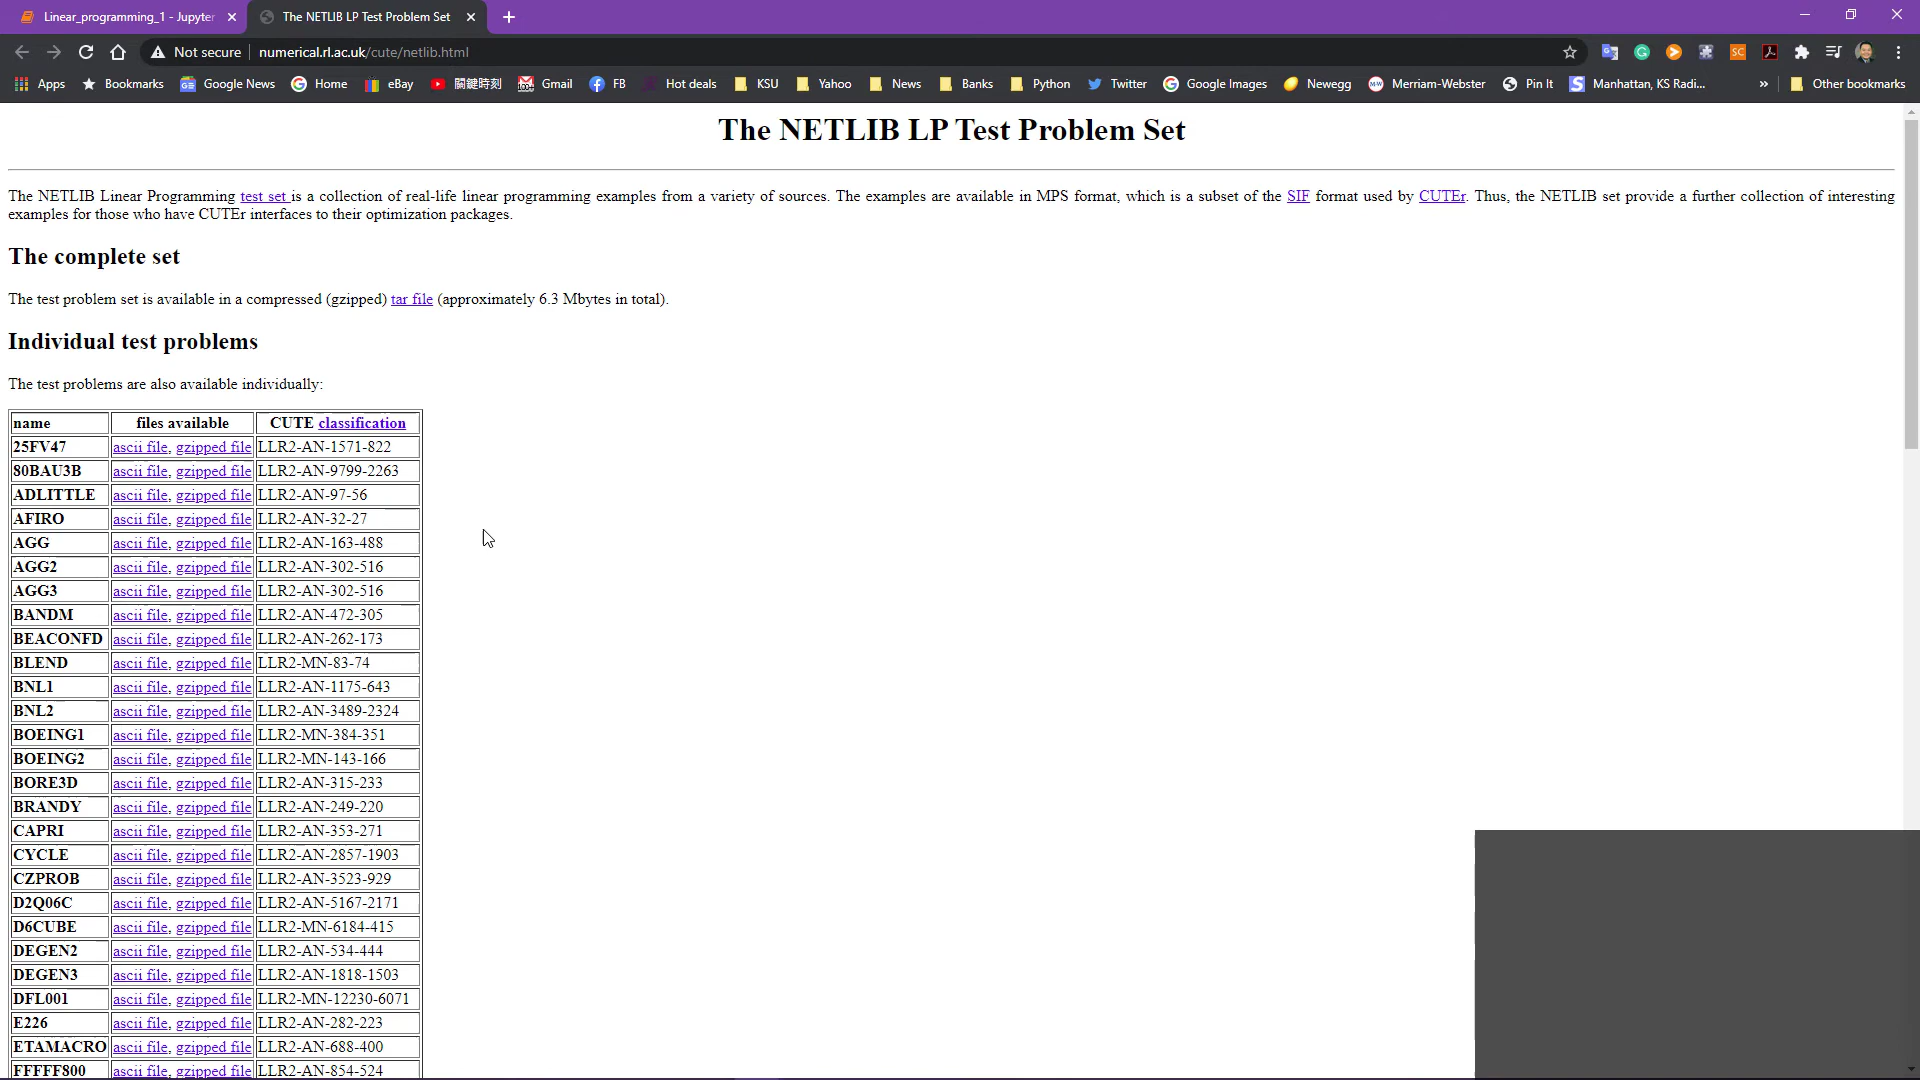 Linear_programming_1 - Jupyter
The NETLIB LP Test Problem Set
Not secure
numerical.rl.ac.uk/cute/netlib.html
Apps
Bookmarks
Google News
Home
eBay
關鍵時刻
Gmail
FB
Hot deals
KSU
Yahoo
News
Banks
Python
Twitter
Google Images
Newegg
Merriam-Webster
Pin It
Manhattan, KS Radi...
»
Other bookmarks
The NETLIB LP Test Problem Set
The NETLIB Linear Programming test set is a collection of real-life linear programming examples from a variety of sources. The examples are available in MPS format, which is a subset of the SIF format used by CUTEr. Thus, the NETLIB set provide a further collection of interesting
examples for those who have CUTEr interfaces to their optimization packages.
The complete set
The test problem set is available in a compressed (gzipped) tar file (approximately 6.3 Mbytes in total).
Individual test problems
The test problems are also available individually:
name files available CUTE classification
25FV47 ascii file, gzipped file LLR2-AN-1571-822
80BAU3B ascii file, gzipped file LLR2-AN-9799-2263
ADLITTLE ascii file, gzipped file LLR2-AN-97-56
AFIRO ascii file, gzipped file LLR2-AN-32-27
AGG ascii file, gzipped file LLR2-AN-163-488
AGG2 ascii file, gzipped file LLR2-AN-302-516
AGG3 ascii file, gzipped file LLR2-AN-302-516
BANDM ascii file, gzipped file LLR2-AN-472-305
BEACONFD ascii file, gzipped file LLR2-AN-262-173
BLEND ascii file, gzipped file LLR2-MN-83-74
BNL1 ascii file, gzipped file LLR2-AN-1175-643
BNL2 ascii file, gzipped file LLR2-AN-3489-2324
BOEING1 ascii file, gzipped file LLR2-MN-384-351
BOEING2 ascii file, gzipped file LLR2-MN-143-166
BORE3D ascii file, gzipped file LLR2-AN-315-233
BRANDY ascii file, gzipped file LLR2-AN-249-220
CAPRI ascii file, gzipped file LLR2-AN-353-271
CYCLE ascii file, gzipped file LLR2-AN-2857-1903
CZPROB ascii file, gzipped file LLR2-AN-3523-929
D2Q06C ascii file, gzipped file LLR2-AN-5167-2171
D6CUBE ascii file, gzipped file LLR2-MN-6184-415
DEGEN2 ascii file, gzipped file LLR2-AN-534-444
DEGEN3 ascii file, gzipped file LLR2-AN-1818-1503
DFL001 ascii file, gzipped file LLR2-MN-12230-6071
E226 ascii file, gzipped file LLR2-AN-282-223
ETAMACRO ascii file, gzipped file LLR2-AN-688-400
FFFFF800 ascii file, gzipped file LLR2-AN-854-524